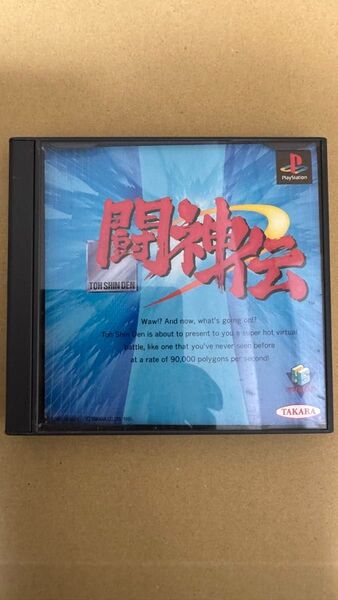 PlayStation
闘神伝
TOH SHIN DEN
TM
Waw!? And now, what's going on!?
Toh Shin Den is about to present to you a super hot virtual
battle, like one that you've never seen before
at a rate of 90,000 polygons per second!
TAKARA